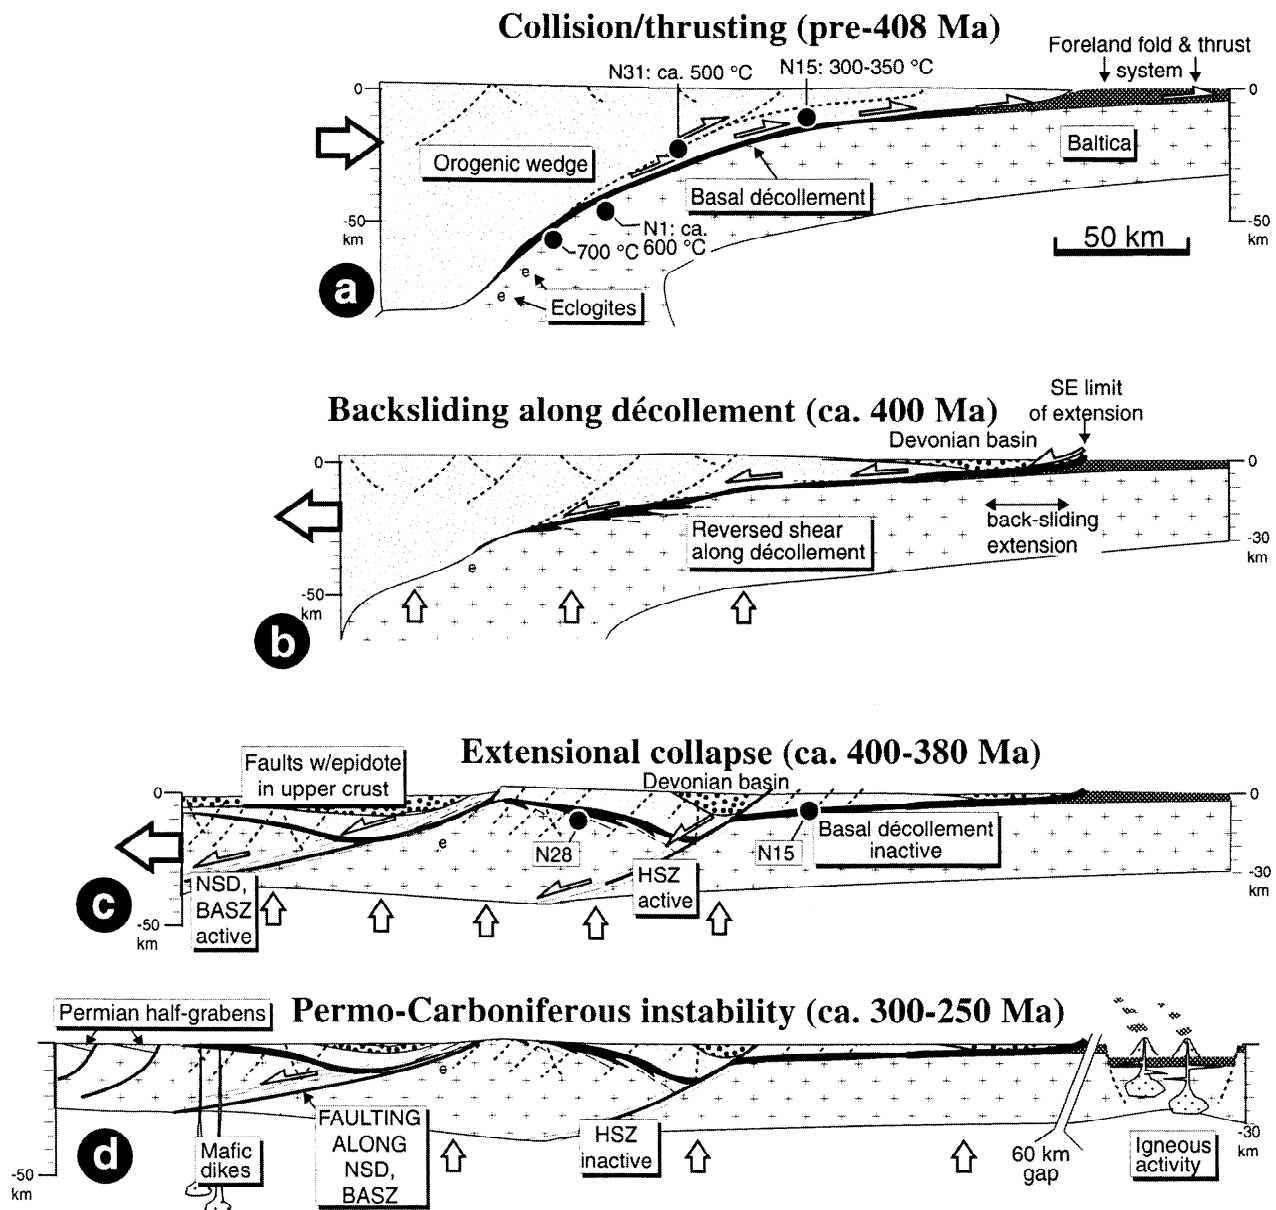 Collision/thrusting (pre-408 Ma)
Foreland fold & thrust
system
N31: ca. 500 °C
N15: 300-350 °C
0
0
Orogenic wedge
Baltica
Basal décollement
-50
km
-50
km
N1: ca.
600 °C
700 °C
50 km
e
e
Eclogites
a
Backsliding along décollement (ca. 400 Ma)
SE limit
of extension
Devonian basin
0
0
Reversed shear
along décollement
back-sliding
extension
-30
km
e
-50
km
b
Extensional collapse (ca. 400-380 Ma)
Faults w/epidote
in upper crust
Devonian basin
0
0
e
N28
N15
Basal décollement
inactive
-30
km
NSD,
BASZ
active
HSZ
active
-50
km
c
Permo-Carboniferous instability (ca. 300-250 Ma)
Permian half-grabens
e
FAULTING
ALONG
NSD,
BASZ
Mafic
dikes
HSZ
inactive
60 km
gap
Igneous
activity
-30
km
-50
km
d